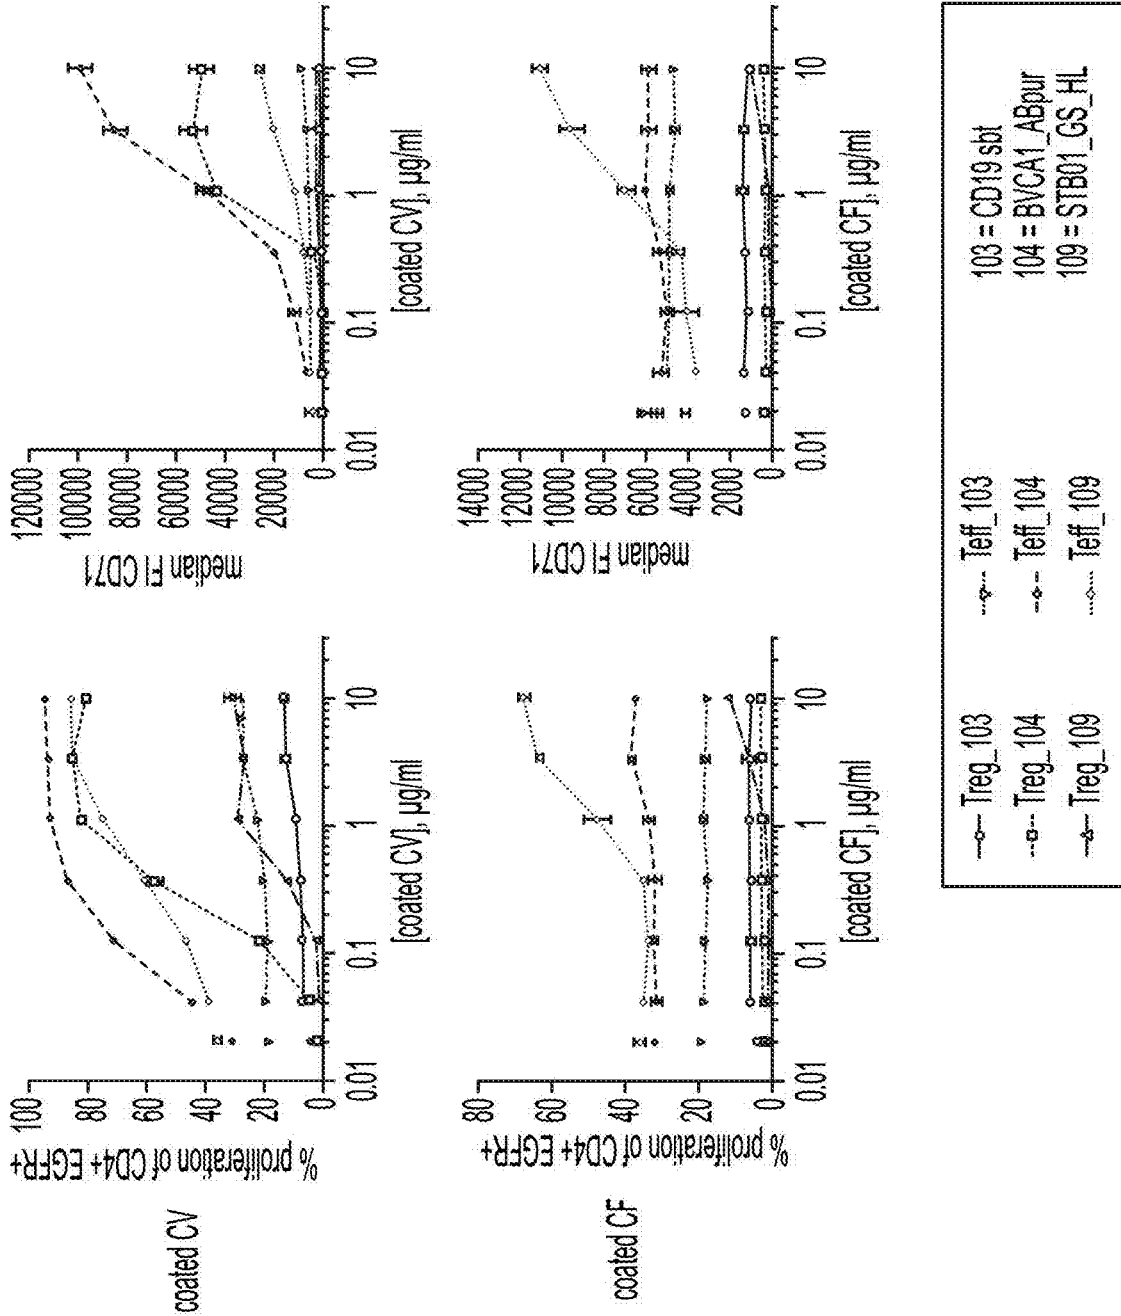 coated CV
% proliferation of CD4+ EGFR+
100
80
60
40
20
0
0.01
0.1
1
10
[coated CV], µg/ml
median FI CD71
120000
100000
80000
60000
40000
20000
0
0.01
0.1
1
10
[coated CV], µg/ml
coated CF
% proliferation of CD4+ EGFR+
80
60
40
20
0
0.01
0.1
1
10
[coated CF], µg/ml
median FI CD71
14000
12000
10000
8000
6000
4000
2000
0
0.01
0.1
1
10
[coated CF], µg/ml
Treg_103
Treg_104
Treg_109
Teff_103
Teff_104
Teff_109
103 = CD19 sbt
104 = BVCA1_ABpur
109 = STB01_GS_HL